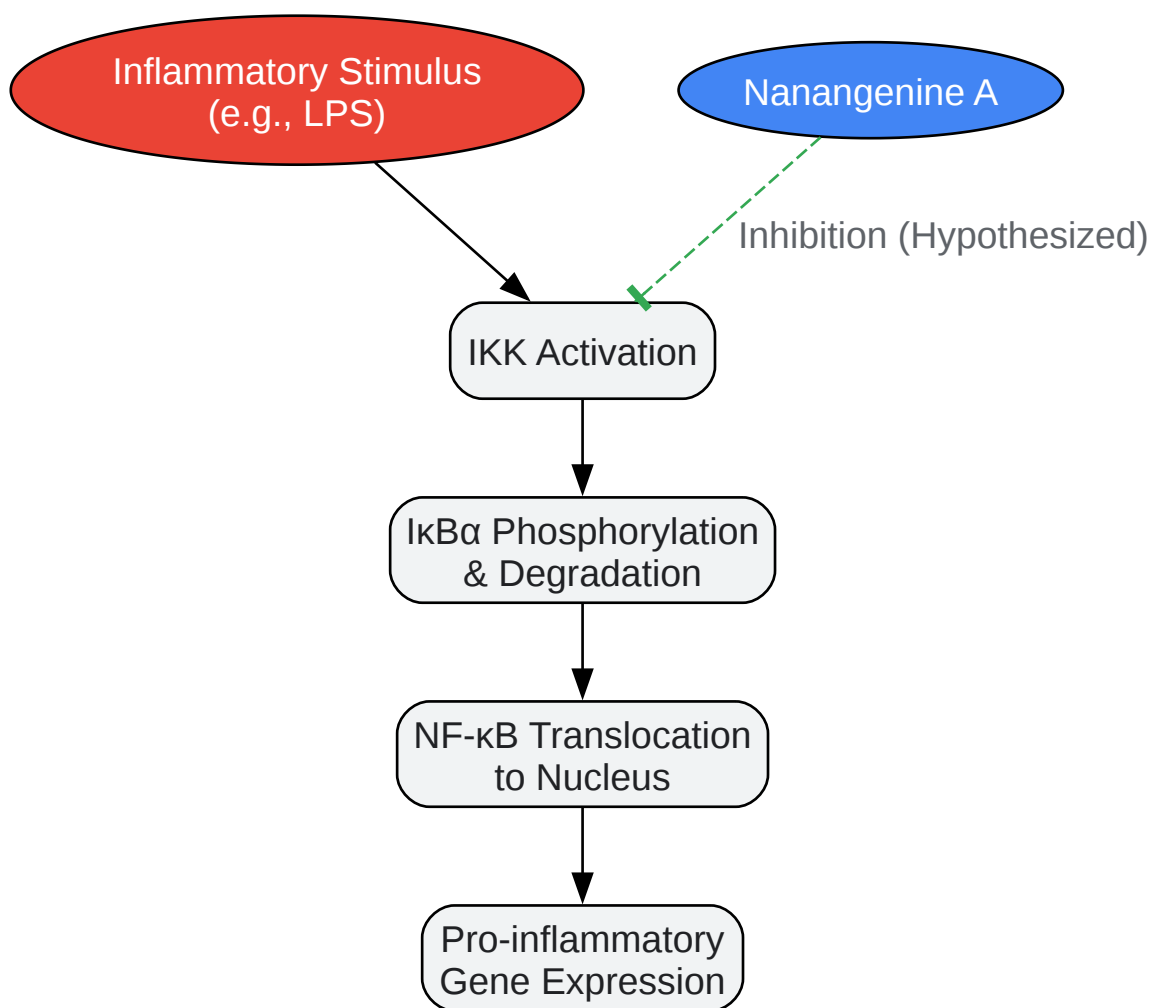 Inflammatory Stimulus
(e.g., LPS)
Nanangenine A
Inhibition (Hypothesized)
IKK Activation
IκBα Phosphorylation
& Degradation
NF-κB Translocation
to Nucleus
Pro-inflammatory
Gene Expression